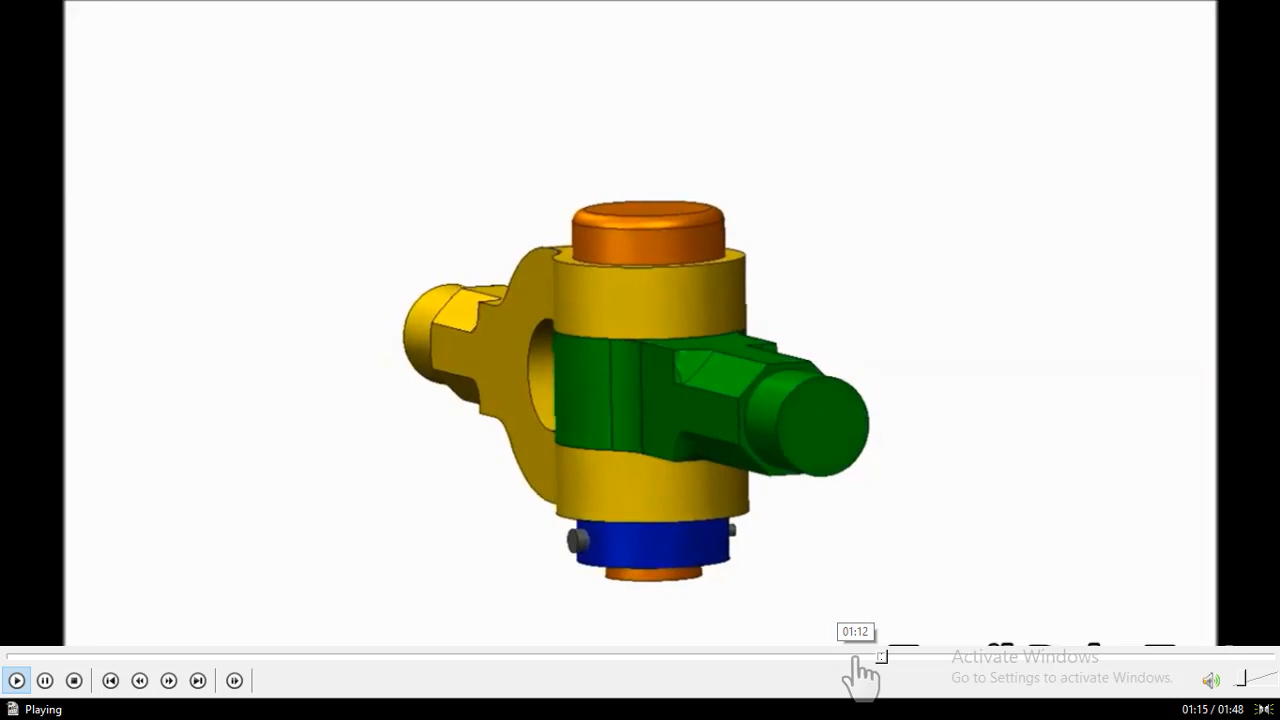 01:12
Activate Windows
Go to Settings to activate Windows.
Playing
01:15 / 01:48